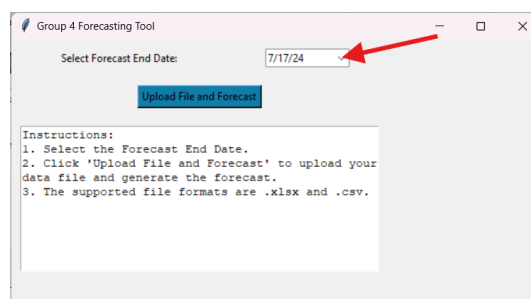 Group 4 Forecasting Tool
Select Forecast End Date: 7/17/24
Upload File and Forecast
Instructions:
1. Select the Forecast End Date.
2. Click 'Upload File and Forecast' to upload your
data file and generate the forecast.
3. The supported file formats are .xlsx and .csv.